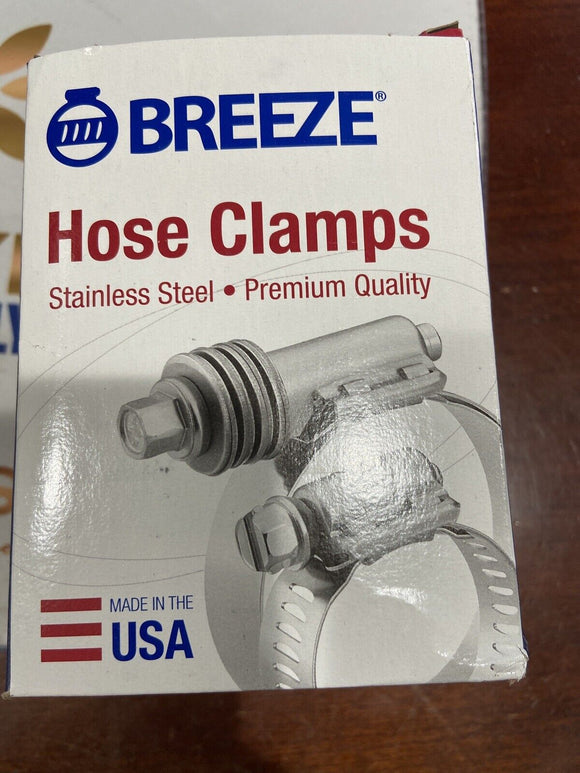 BREEZE®
Hose Clamps
Stainless Steel • Premium Quality
MADE IN THE
USA